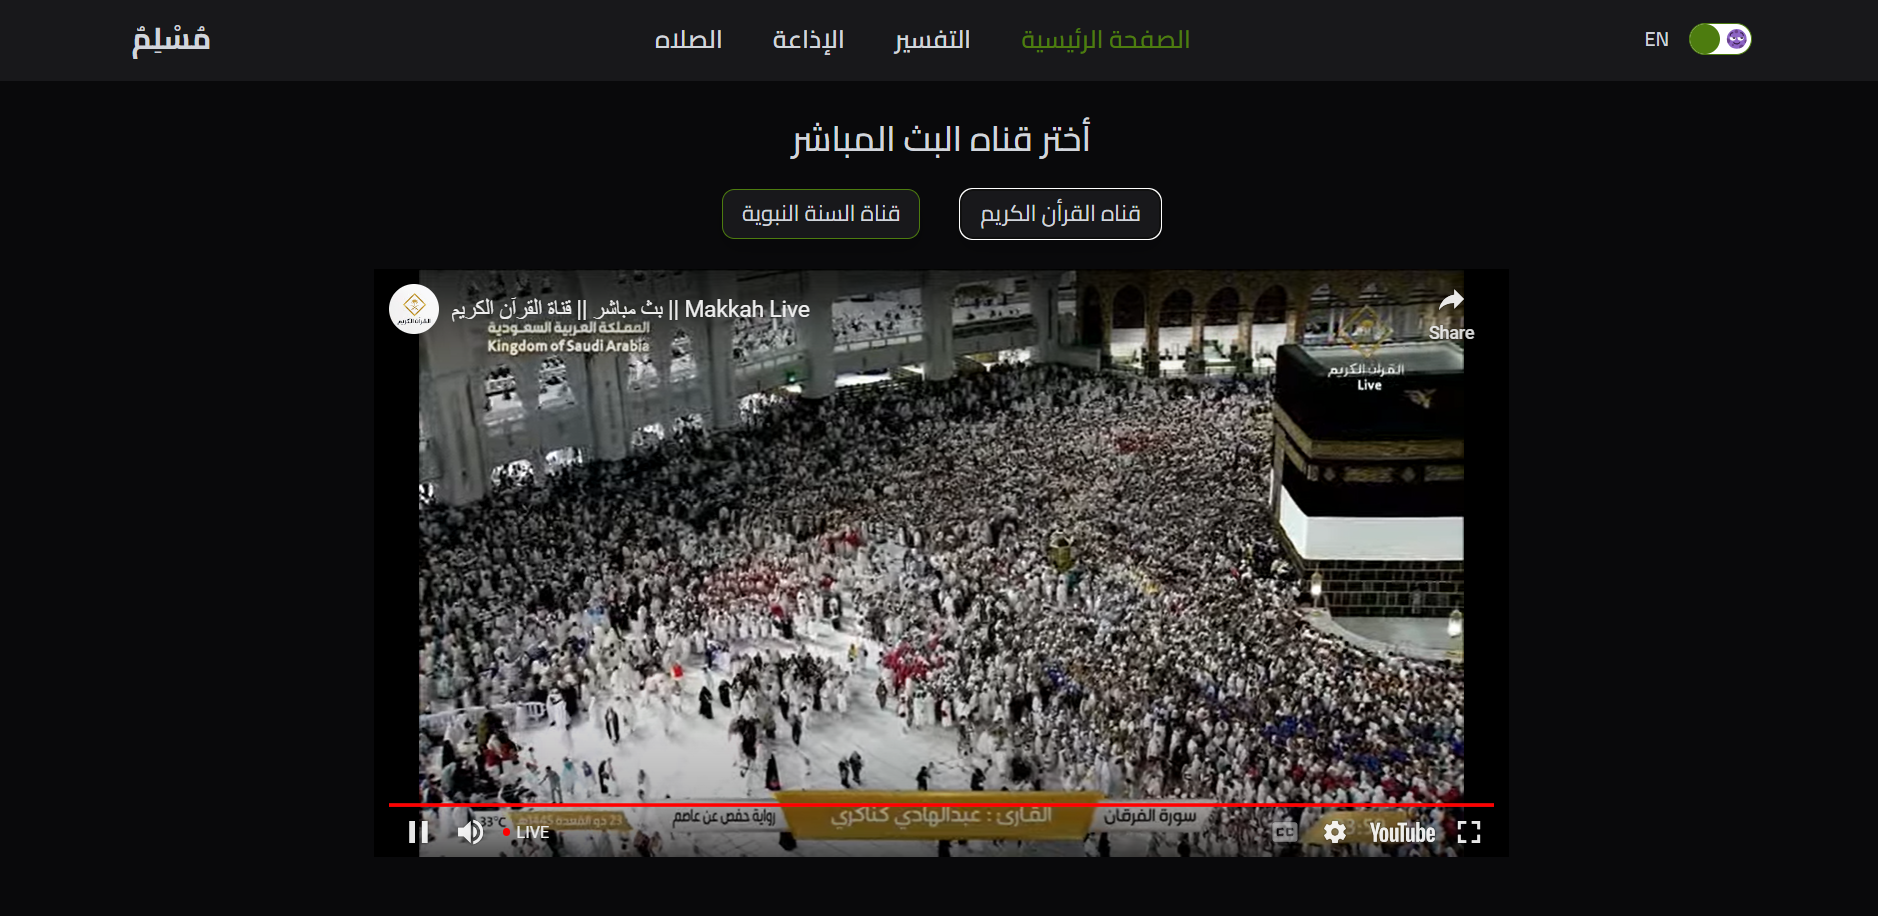 EN
الصفحة الرئيسية
التفسير
الإذاعة
الصلاه
مُسْلِمٌ
أختر قناه البث المباشر
قناه القرأن الكريم
قناة السنة النبوية
بث مباشر || قناة القرآن الكريم || Makkah Live
Share
المملكة العربية السعودية
Kingdom of Saudi Arabia
القرآن الكريم
Live
سورة الفرقان
القارئ : عبدالهادي كناكري
رواية حفص عن عاصم
23 ذو القعدة 1445هـ
33°C
LIVE
CC
YouTube